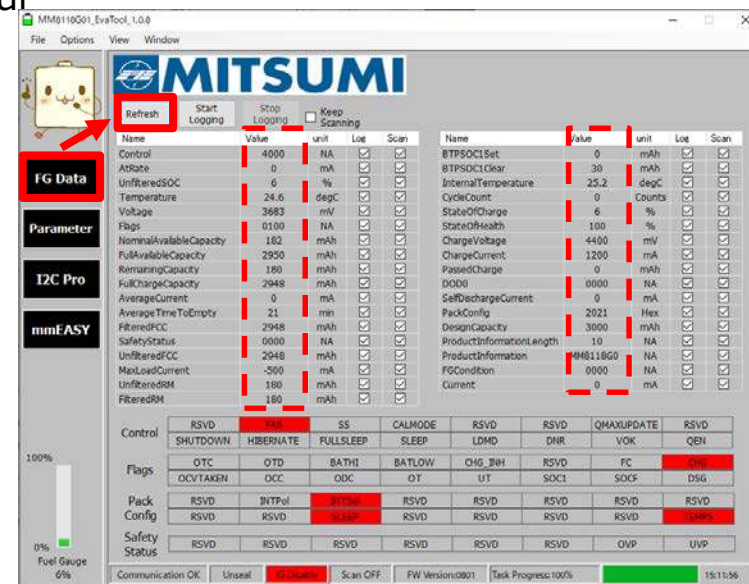 MM8118G01_EvaTool_1.0.8
File Options View Window
MITSUMI
Refresh Start Logging Stop Logging Keep Scanning
FG Data
Parameter
I2C Pro
mmEASY
Name Value unit Log Scan
Control 4000 NA
AtRate 0 mA
UnfilteredSOC 6 %
Temperature 24.6 degC
Voltage 3683 mV
Flags 0100 NA
NominalAvailableCapacity 182 mAh
FullAvailableCapacity 2950 mAh
RemainingCapacity 180 mAh
FullChargeCapacity 2948 mAh
AverageCurrent 0 mA
AverageTimeToEmpty 21 min
FilteredFCC 2948 mAh
SafetyStatus 0000 NA
UnfilteredFCC 2948 mAh
MaxLoadCurrent -500 mA
UnfilteredRM 180 mAh
FilteredRM 180 mAh
Name Value unit Log Scan
BTPSOC1Set 0 mAh
BTPSOC1Clear 30 mAh
InternalTemperature 25.2 degC
CycleCount 0 Counts
StateOfCharge 6 %
StateOfHealth 100 %
ChargeVoltage 4400 mV
ChargeCurrent 1200 mA
PassedCharge 0 mAh
DOD0 0000 NA
SelfDischargeCurrent 0 mA
PackConfig 2021 Hex
DesignCapacity 3000 mAh
ProductInformationLength 10 NA
ProductInformation MM8118G0 NA
FGCondition 0000 NA
Current 0 mA
Control
RSVD FAS SS CALMODE RSVD RSVD QMAXUPDATE RSVD
SHUTDOWN HIBERNATE FULLSLEEP SLEEP LDMD DNR VOK QEN
Flags
OTC OTD BATHI BATLOW CHG_INH RSVD FC CHG
OCVTAKEN OCC ODC OT UT SOC1 SOCF DSG
Pack Config
RSVD INTPol INTSel RSVD RSVD RSVD RSVD RSVD
RSVD RSVD SLEEP RSVD RSVD RSVD RSVD TEMPS
Safety Status
RSVD RSVD RSVD RSVD RSVD RSVD OVP UVP
100%
0%
Fuel Gauge
6%
Communication OK Unseal IG Disable Scan OFF FW Version:0801 Task Progress:100% 15:11:56